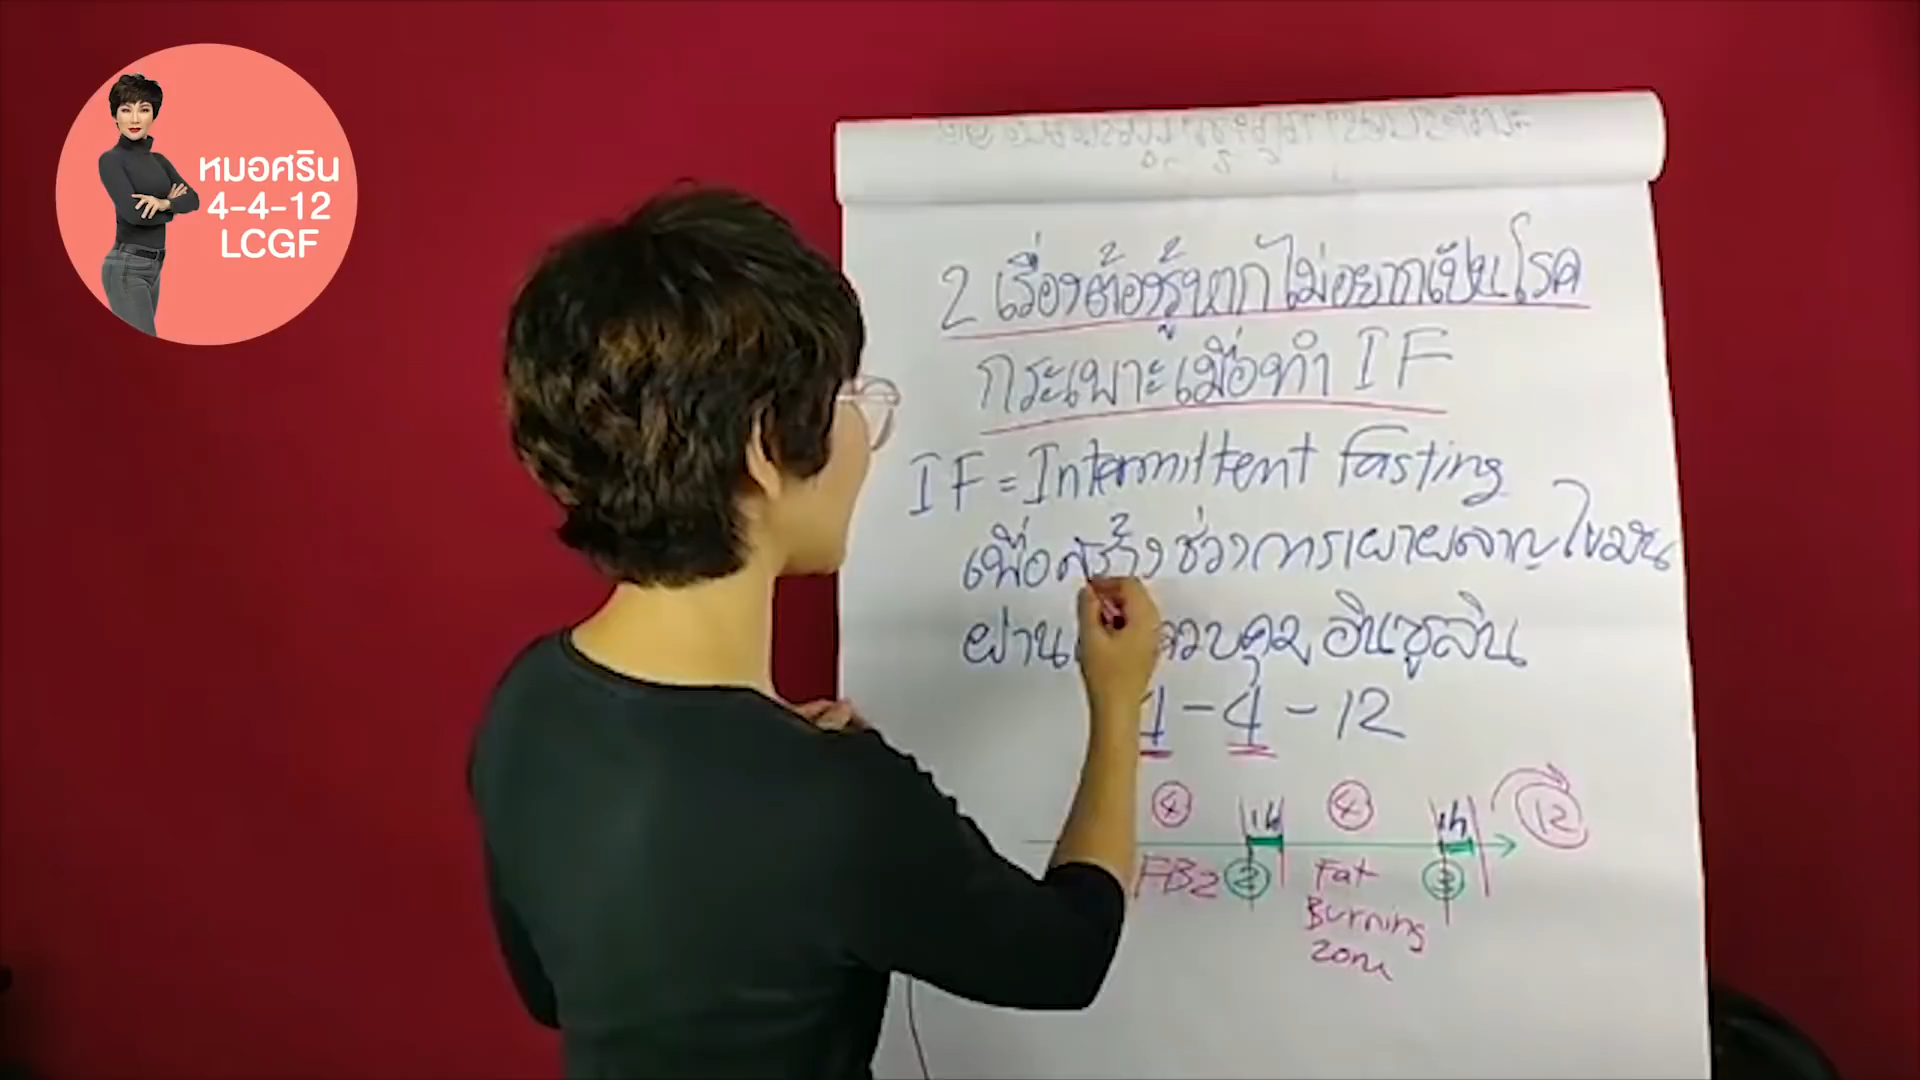 หมอศริน
4-4-12
LCGF
2 เรื่องต้องรู้หากไม่อยากเป็นโรค
กระเพาะเมื่อทำ IF
IF = Intermittent Fasting
เพื่อสร้างช่วงการเผาผลาญไขมัน
ผ่าน ควบคุม อินซูลิน
4 - 4 - 12
4 1h 4 1h 12
FB2 2 Fat 3
Burning
zone